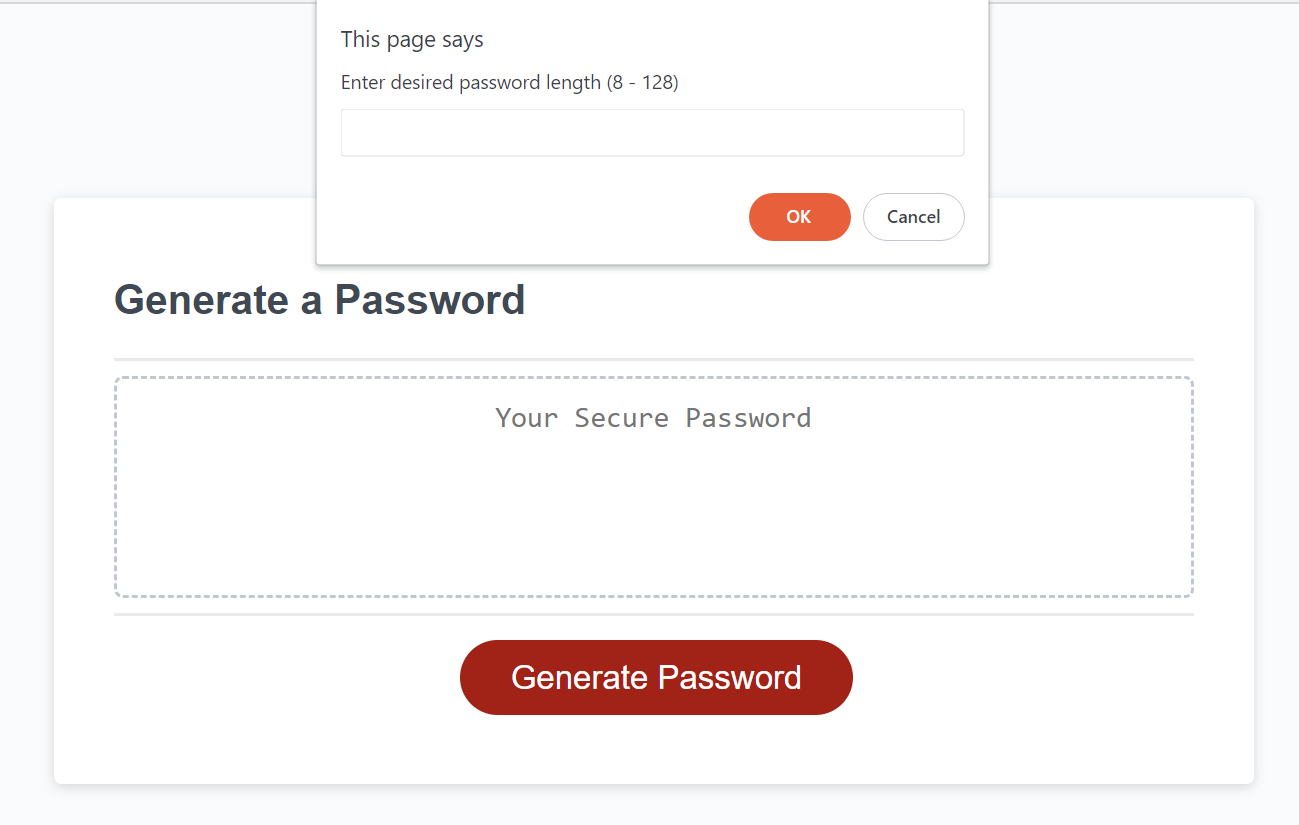 This page says
Enter desired password length (8 - 128)
OK Cancel
Generate a Password
Your Secure Password
Generate Password